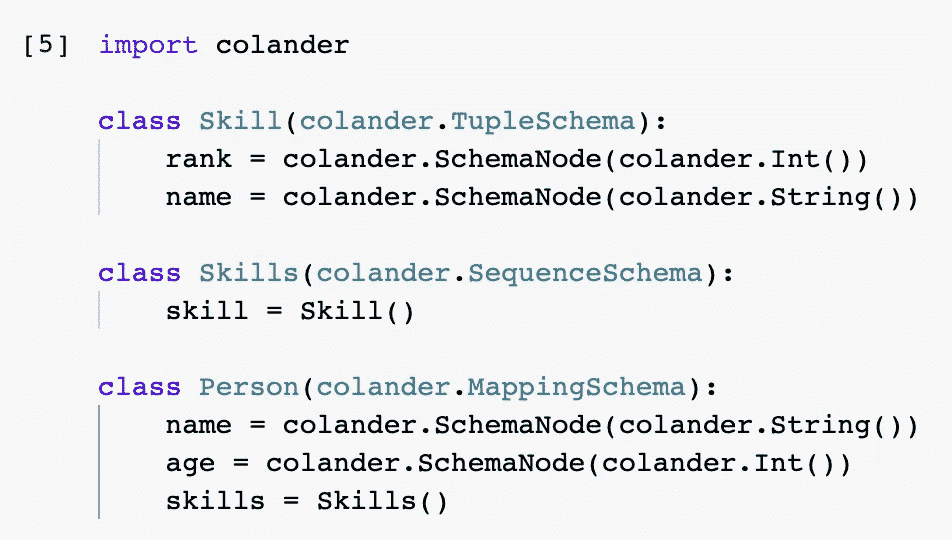 [5] import colander
class Skill(colander.TupleSchema):
    rank = colander.SchemaNode(colander.Int())
    name = colander.SchemaNode(colander.String())
class Skills(colander.SequenceSchema):
    skill = Skill()
class Person(colander.MappingSchema):
    name = colander.SchemaNode(colander.String())
    age = colander.SchemaNode(colander.Int())
    skills = Skills()